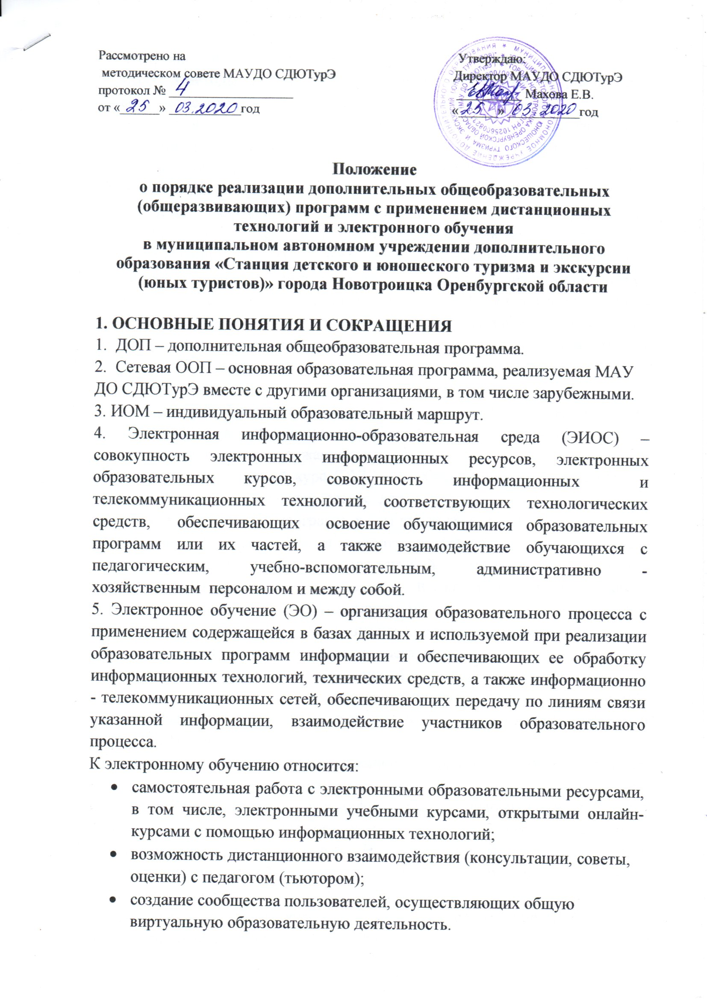 Рассмотрено на
методическом совете МАУДО СДЮТурЭ
протокол № 4
от «25» 03.2020 год
Утверждаю:
Директор МАУДО СДЮТурЭ
Махова Е.В.
«25» 03.2020 год
Положение
о порядке реализации дополнительных общеобразовательных
(общеразвивающих) программ с применением дистанционных
технологий и электронного обучения
в муниципальном автономном учреждении дополнительного
образования «Станция детского и юношеского туризма и экскурсии
(юных туристов)» города Новотроицка Оренбургской области
1. ОСНОВНЫЕ ПОНЯТИЯ И СОКРАЩЕНИЯ
1. ДОП – дополнительная общеобразовательная программа.
2. Сетевая ООП – основная образовательная программа, реализуемая МАУ
ДО СДЮТурЭ вместе с другими организациями, в том числе зарубежными.
3. ИОМ – индивидуальный образовательный маршрут.
4. Электронная информационно-образовательная среда (ЭИОС) –
совокупность электронных информационных ресурсов, электронных
образовательных курсов, совокупность информационных и
телекоммуникационных технологий, соответствующих технологических
средств, обеспечивающих освоение обучающимися образовательных
программ или их частей, а также взаимодействие обучающихся с
педагогическим, учебно-вспомогательным, административно -
хозяйственным персоналом и между собой.
5. Электронное обучение (ЭО) – организация образовательного процесса с
применением содержащейся в базах данных и используемой при реализации
образовательных программ информации и обеспечивающих ее обработку
информационных технологий, технических средств, а также информационно
- телекоммуникационных сетей, обеспечивающих передачу по линиям связи
указанной информации, взаимодействие участников образовательного
процесса.
К электронному обучению относится:
• самостоятельная работа с электронными образовательными ресурсами,
в том числе, электронными учебными курсами, открытыми онлайн-
курсами с помощью информационных технологий;
• возможность дистанционного взаимодействия (консультации, советы,
оценки) с педагогом (тьютором);
• создание сообщества пользователей, осуществляющих общую
виртуальную образовательную деятельность.